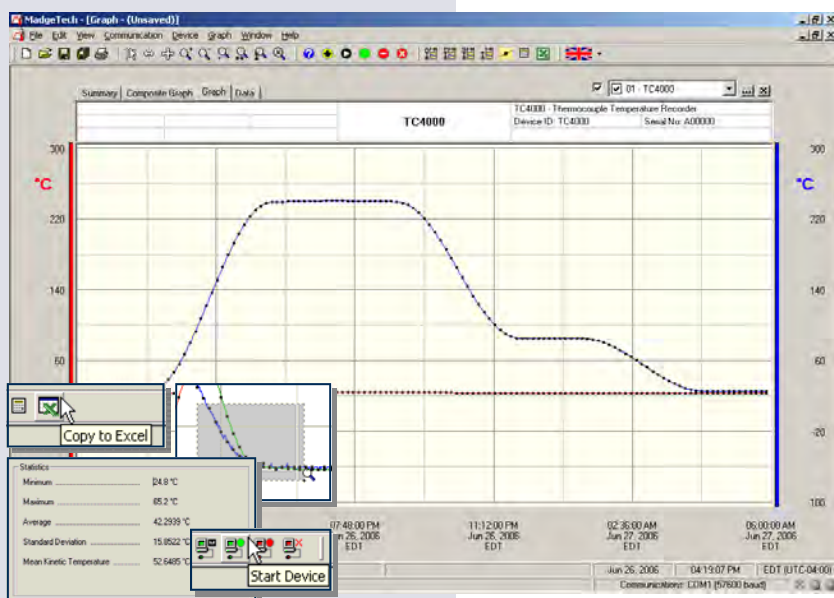 MadgeTech - [Graph - (Unsaved)]
File Edit View Communication Device Graph Window Help
Summary Composite Graph Graph Data
01 - TC4000
TC4000
TC4000 - Thermocouple Temperature Recorder
Device ID: TC4000 Serial No: A00000
300 300
°C °C
220 220
140 140
60 60
-20
100
Copy to Excel
Statistics
Minimum 24.8 °C
Maximum 65.2 °C
Average 42.2939 °C
Standard Deviation 15.8522 °C
Mean Kinetic Temperature 52.6485 °C
Start Device
07:48:00 PM 11:12:00 PM 02:36:00 AM 06:00:00 AM
Jun 26, 2006 Jun 26, 2006 Jun 27, 2006 Jun 27, 2006
EDT EDT EDT EDT
Jun 26, 2006 04:19:07 PM EDT (UTC-04:00)
Communications: COM1 (57600 baud)